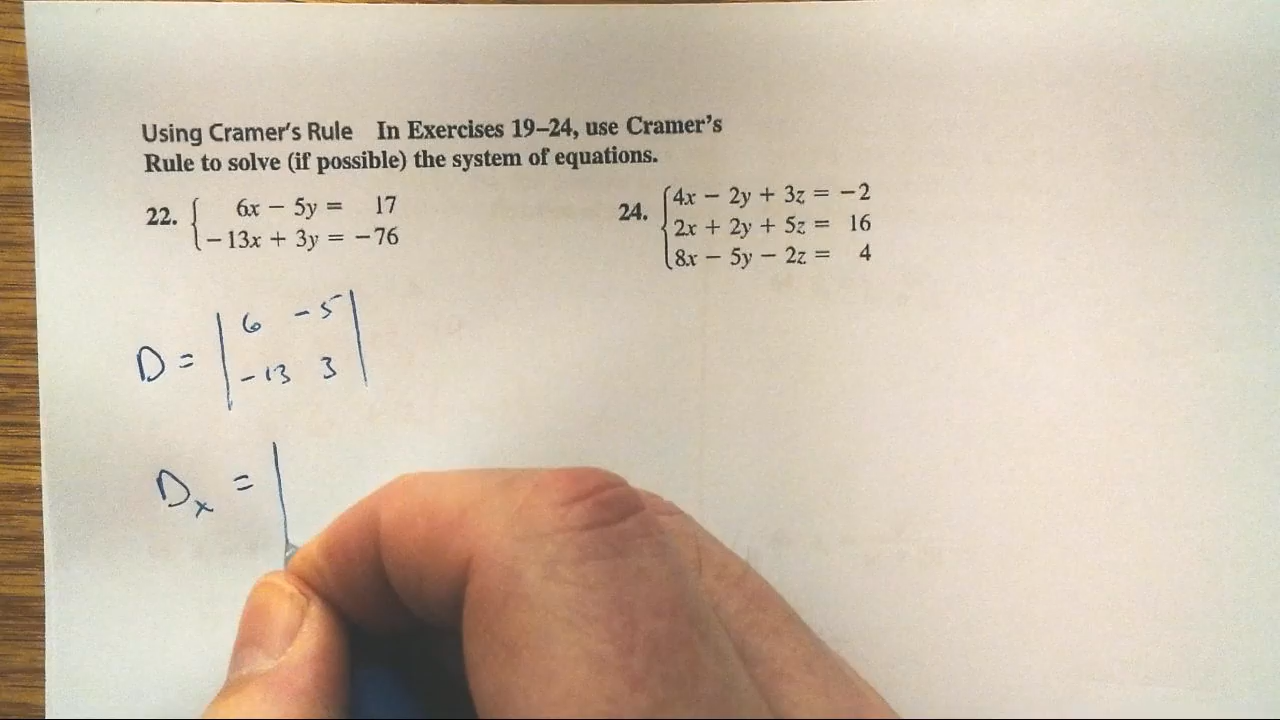 Using Cramer's Rule In Exercises 19–24, use Cramer's
Rule to solve (if possible) the system of equations.
22. { 6x − 5y = 17
−13x + 3y = −76
24. { 4x − 2y + 3z = −2
2x + 2y + 5z = 16
8x − 5y − 2z = 4
D = | 6 -5 |
| -13 3 |
Dx = |